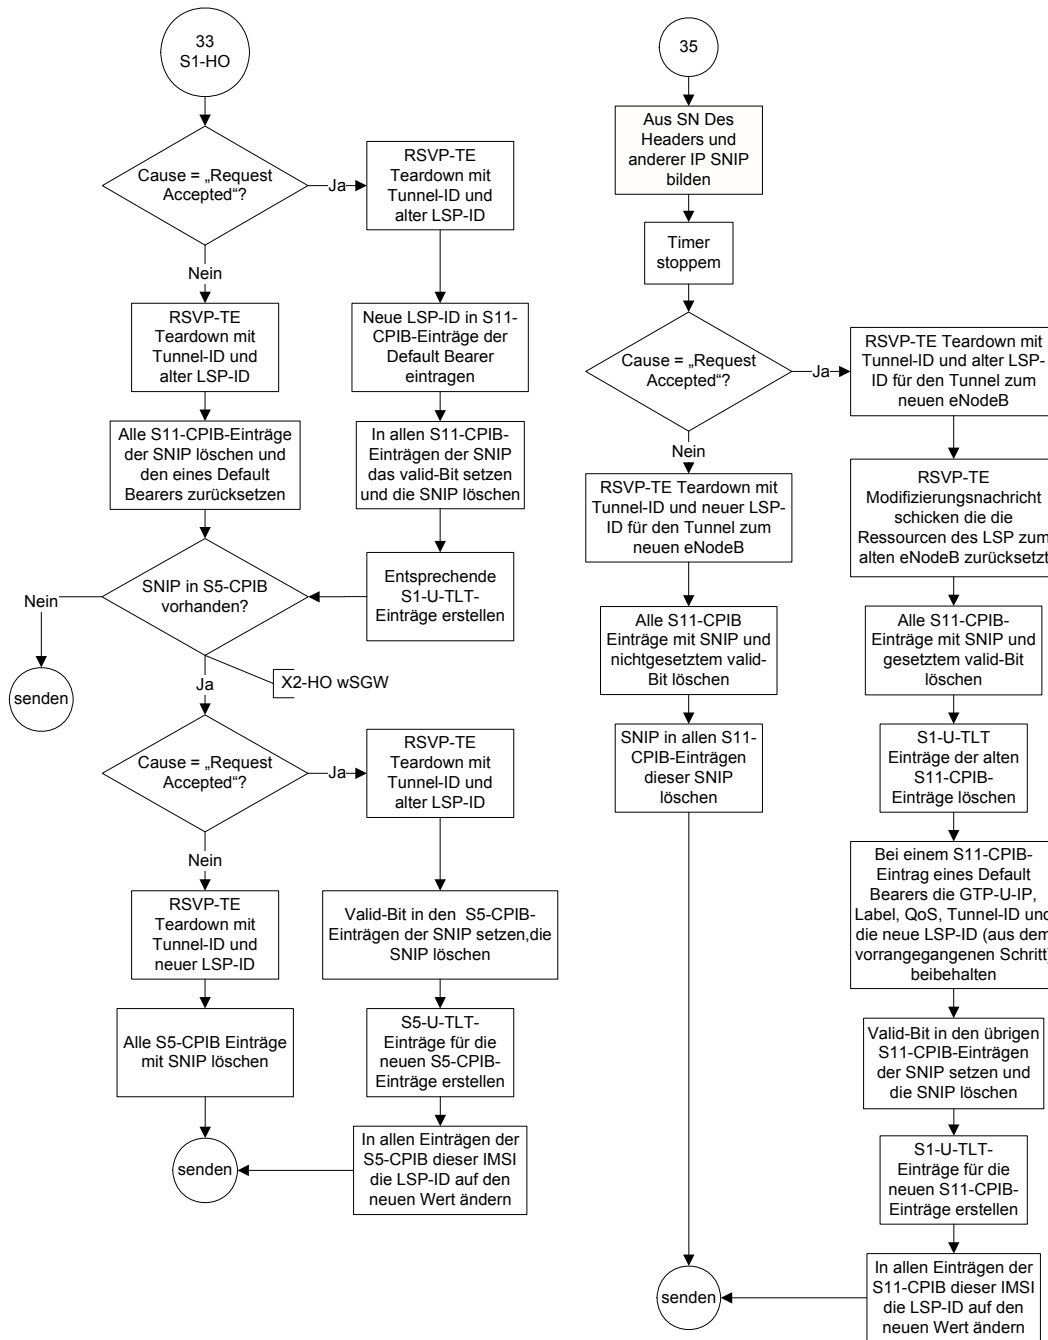 33
S1-HO
Cause = „Request
Accepted“?
Ja
RSVP-TE
Teardown mit
Tunnel-ID und
alter LSP-ID
Nein
RSVP-TE
Teardown mit
Tunnel-ID und
alter LSP-ID
Neue LSP-ID in S11-
CPIB-Einträge der
Default Bearer
eintragen
Alle S11-CPIB-Einträge
der SNIP löschen und
den eines Default
Bearers zurücksetzen
In allen S11-CPIB-
Einträgen der SNIP
das valid-Bit setzen
und die SNIP löschen
SNIP in S5-CPIB
vorhanden?
Entsprechende
S1-U-TLT-
Einträge erstellen
Nein
senden
Ja
X2-HO wSGW
Cause = „Request
Accepted“?
Ja
RSVP-TE
Teardown mit
Tunnel-ID und
alter LSP-ID
Nein
RSVP-TE
Teardown mit
Tunnel-ID und
neuer LSP-ID
Valid-Bit in den S5-CPIB-
Einträgen der SNIP setzen,die
SNIP löschen
Alle S5-CPIB Einträge
mit SNIP löschen
S5-U-TLT-
Einträge für die
neuen S5-CPIB-
Einträge erstellen
senden
In allen Einträgen der
S5-CPIB dieser IMSI
die LSP-ID auf den
neuen Wert ändern
35
Aus SN Des
Headers und
anderer IP SNIP
bilden
Timer
stoppem
Cause = „Request
Accepted“?
Ja
RSVP-TE Teardown mit
Tunnel-ID und alter LSP-
ID für den Tunnel zum
neuen eNodeB
Nein
RSVP-TE Teardown mit
Tunnel-ID und neuer LSP-
ID für den Tunnel zum
neuen eNodeB
RSVP-TE
Modifizierungsnachricht
schicken die die
Ressourcen des LSP zum
alten eNodeB zurücksetzt
Alle S11-CPIB
Einträge mit SNIP und
nichtgesetztem valid-
Bit löschen
Alle S11-CPIB-
Einträge mit SNIP und
gesetztem valid-Bit
löschen
SNIP in allen S11-
CPIB-Einträgen
dieser SNIP
löschen
S1-U-TLT
Einträge der alten
S11-CPIB-
Einträge löschen
Bei einem S11-CPIB-
Eintrag eines Default
Bearers die GTP-U-IP,
Label, QoS, Tunnel-ID und
die neue LSP-ID (aus dem
vorrangegangenen Schritt)
beibehalten
Valid-Bit in den übrigen
S11-CPIB-Einträgen
der SNIP setzen und
die SNIP löschen
S1-U-TLT-
Einträge für die
neuen S11-CPIB-
Einträge erstellen
senden
In allen Einträgen der
S11-CPIB dieser IMSI
die LSP-ID auf den
neuen Wert ändern